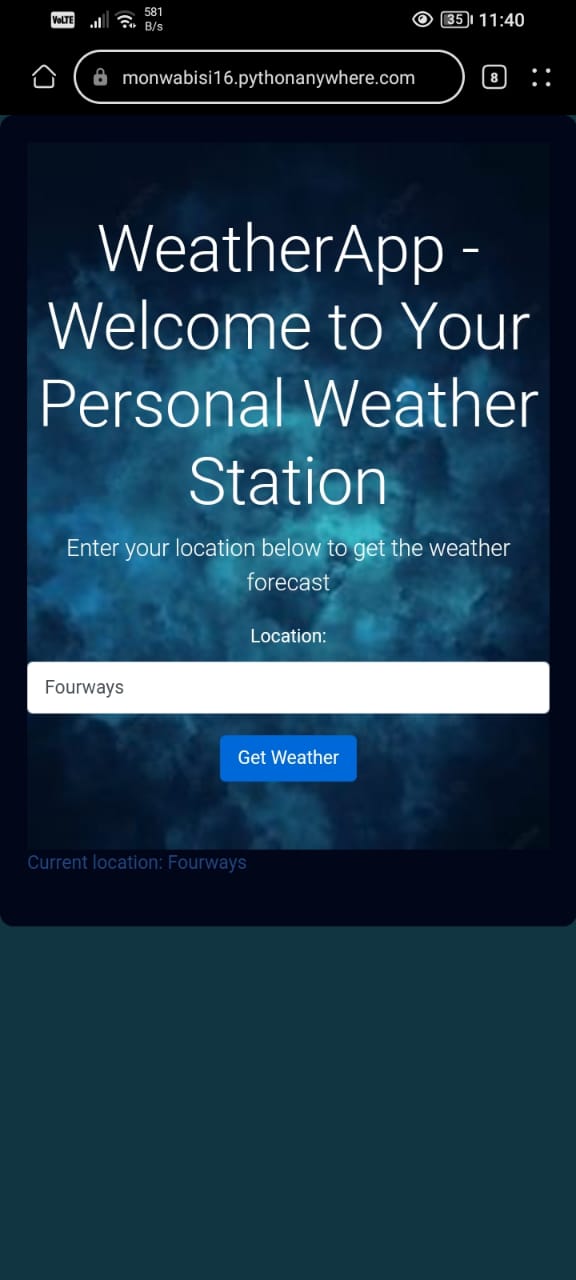 VoLTE 581 B/s 35 11:40
monwabisi16.pythonanywhere.com 8
WeatherApp -
Welcome to Your
Personal Weather
Station
Enter your location below to get the weather
forecast
Location:
Fourways
Get Weather
Current location: Fourways